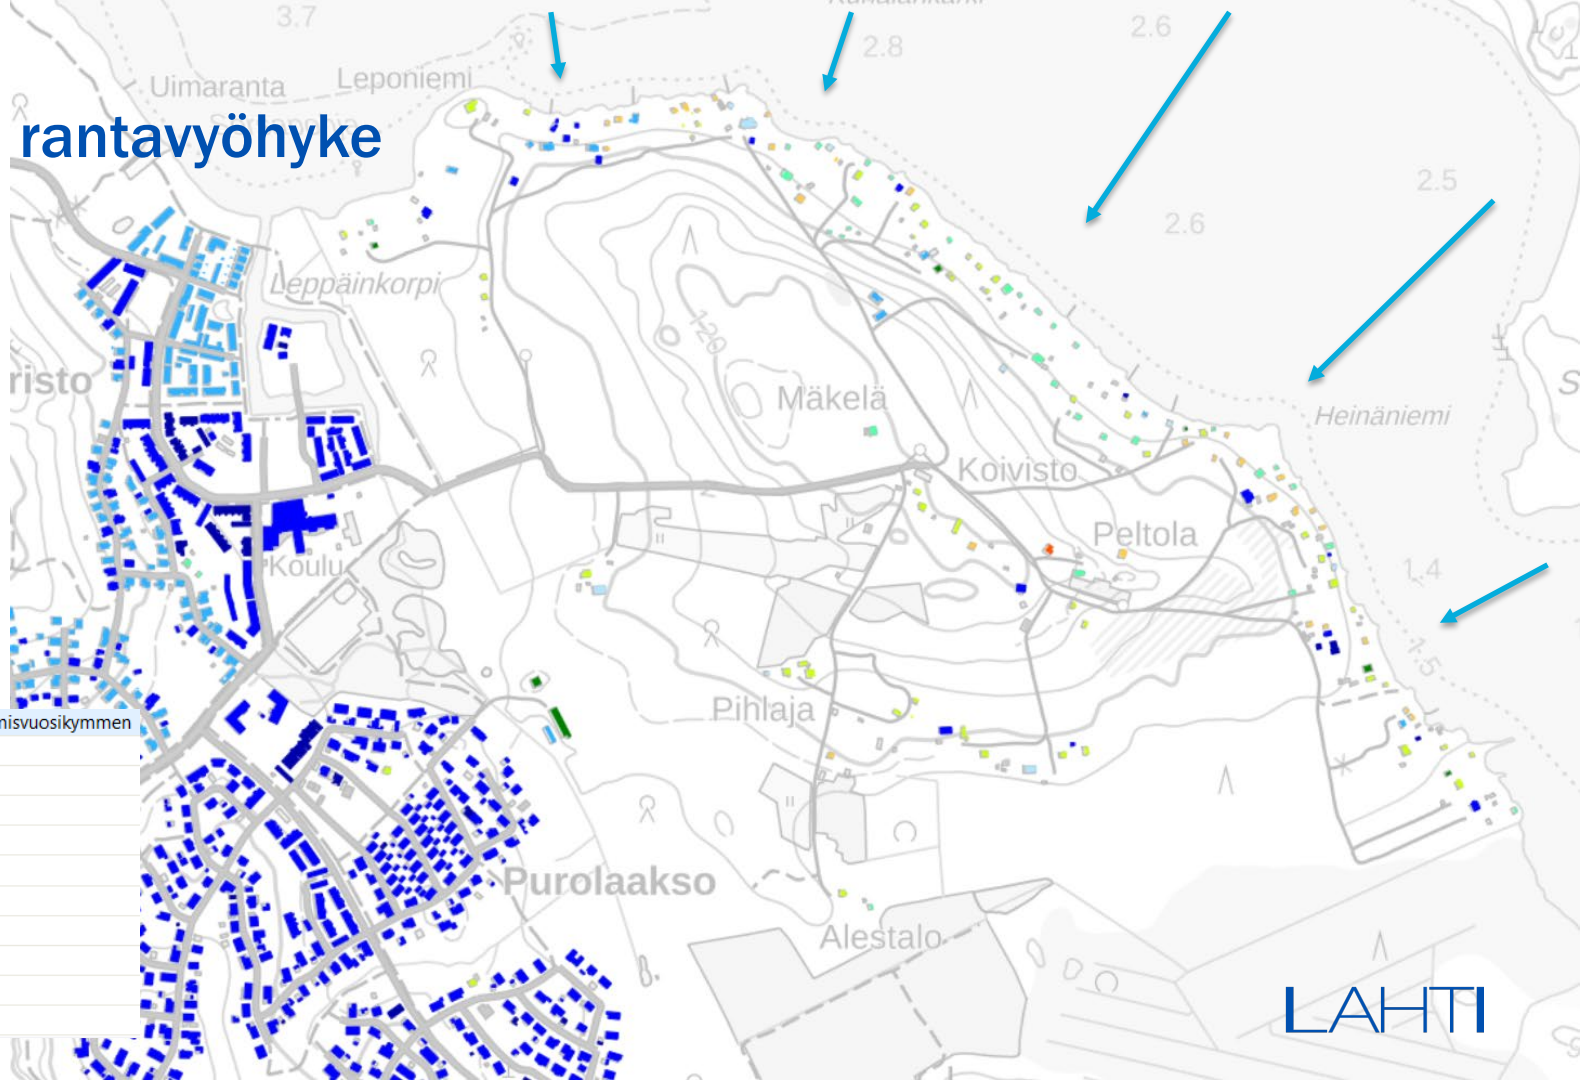 3.7
2.8
2.6
Uimaranta
Leponiemi
rantavyöhyke
2.5
2.6
Leppäinkorpi
120
risto
Mäkelä
S
Heinäniemi
Koivisto
Peltola
Koulu
1.4
1.5
Pihlaja
misvuosikymmen
Purolaakso
Alestalo
LAHTI